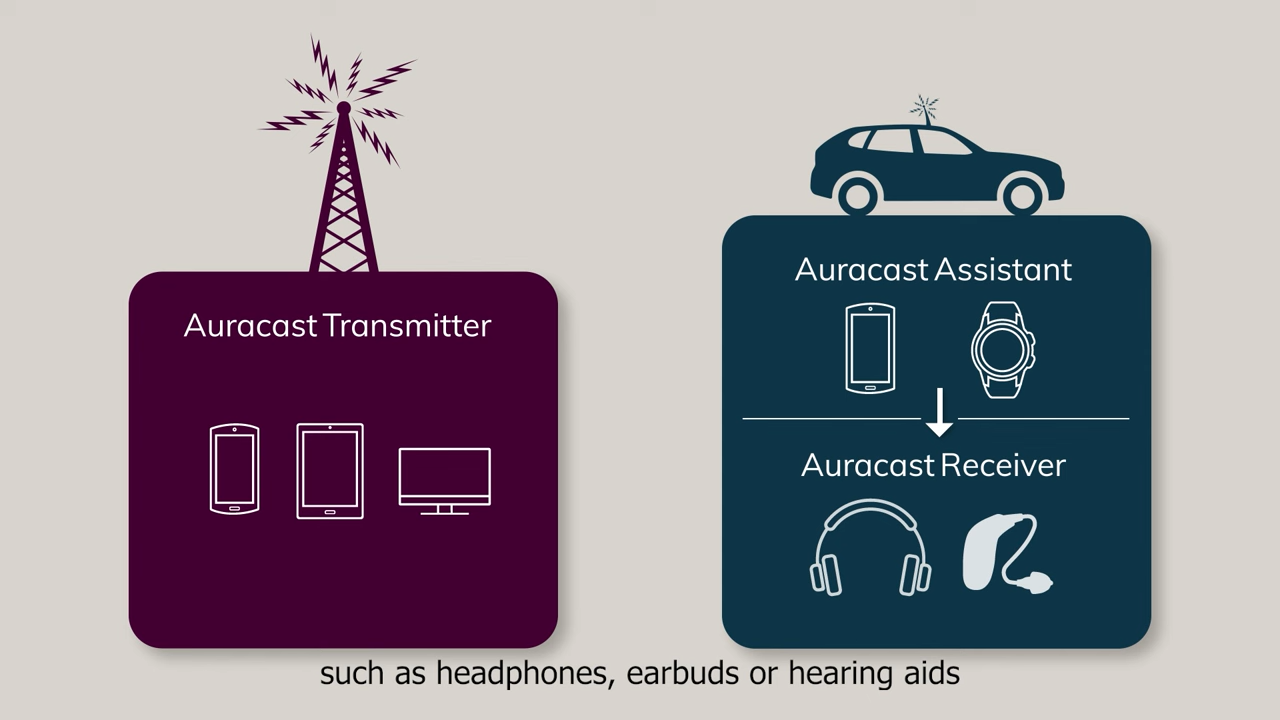 Auracast Transmitter
Auracast Assistant
Auracast Receiver
such as headphones, earbuds or hearing aids